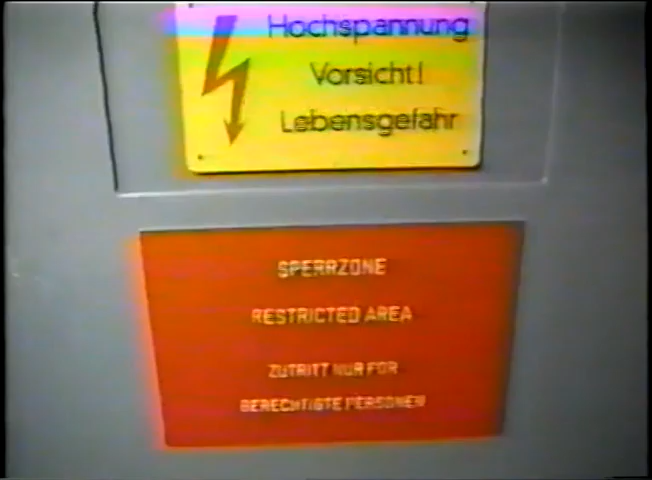 Hochspannung
Vorsicht!
Lebensgefahr
SPERRZONE
RESTRICTED AREA
ZUTRITT NUR FÜR
BERECHTIGTE PERSONEN